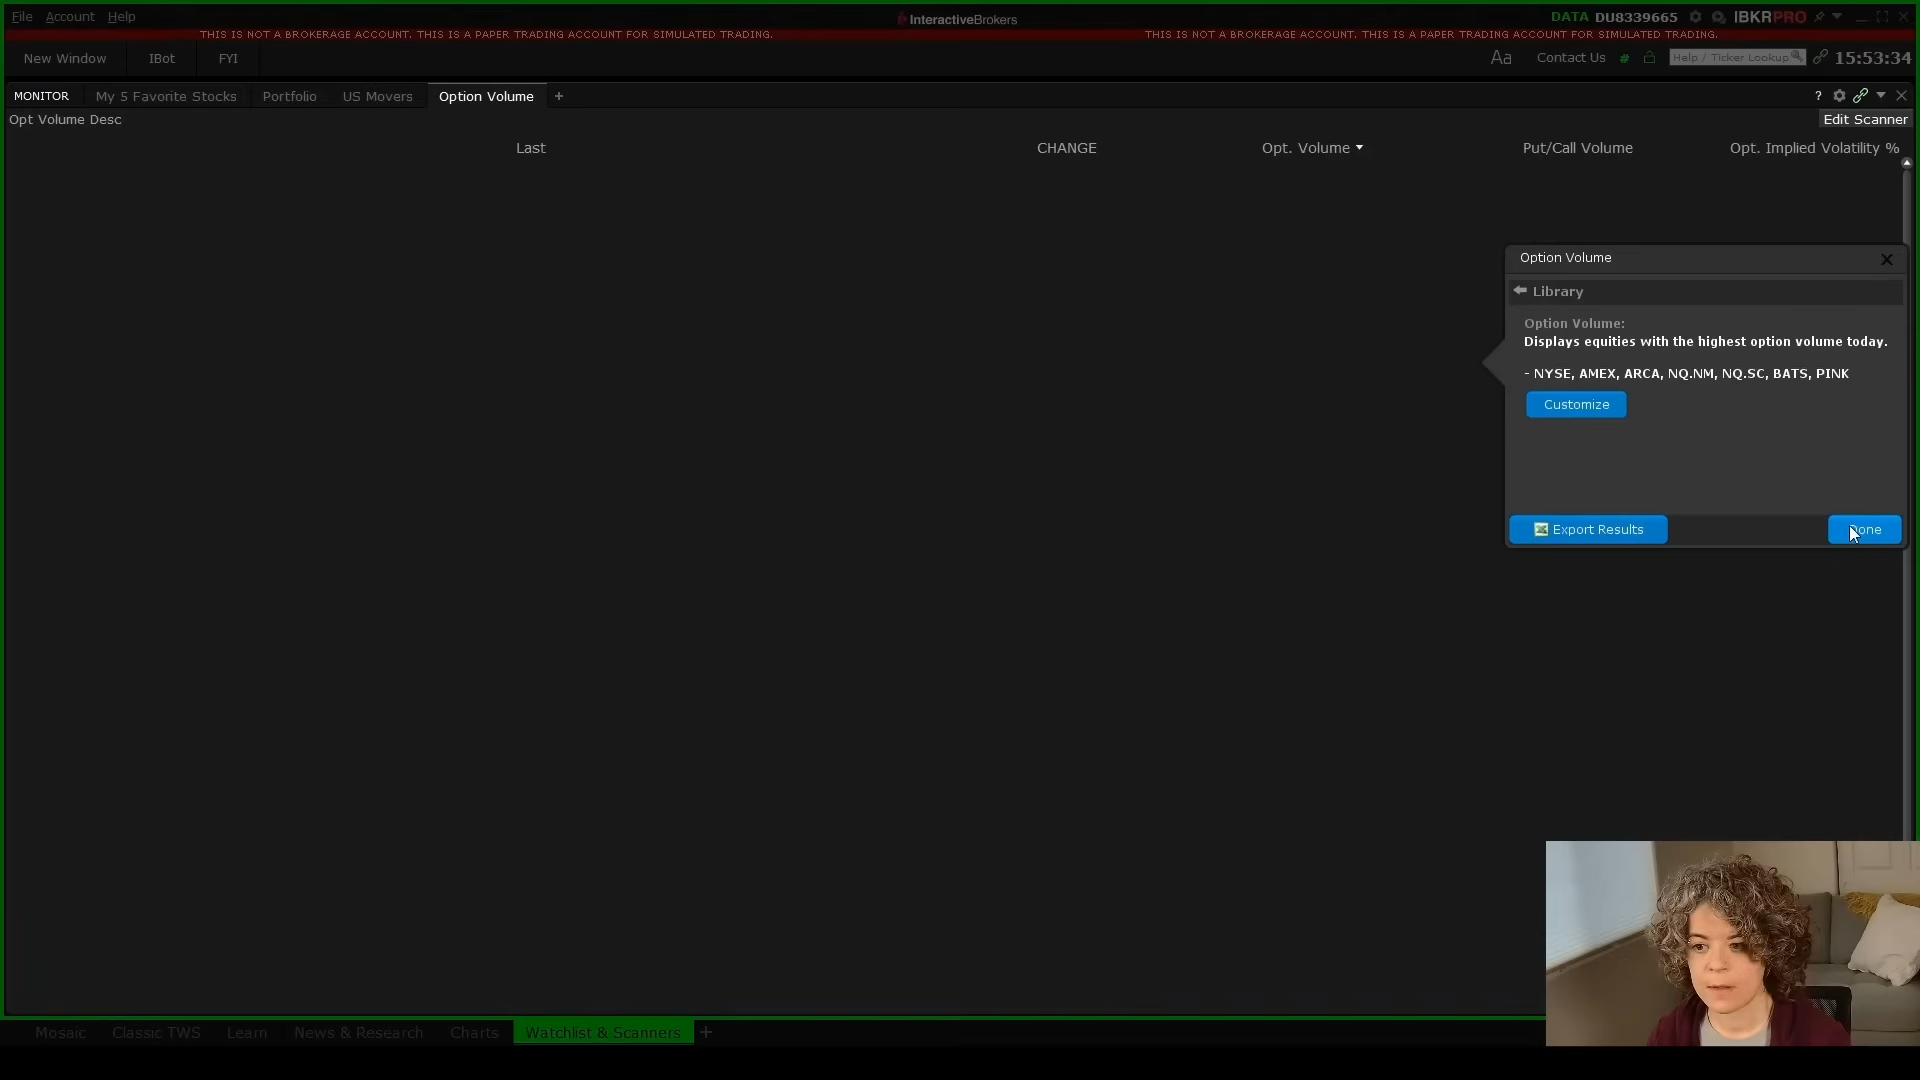 File Account Help
InteractiveBrokers
DATA DU8339665 IBKRPRO
THIS IS NOT A BROKERAGE ACCOUNT. THIS IS A PAPER TRADING ACCOUNT FOR SIMULATED TRADING.
THIS IS NOT A BROKERAGE ACCOUNT. THIS IS A PAPER TRADING ACCOUNT FOR SIMULATED TRADING.
New Window IBot FYI
Aa Contact Us # Help / Ticker Lookup 15:53:34
MONITOR My 5 Favorite Stocks Portfolio US Movers Option Volume +
?
Opt Volume Desc
Edit Scanner
Last CHANGE Opt. Volume Put/Call Volume Opt. Implied Volatility %
Option Volume
Library
Option Volume:
Displays equities with the highest option volume today.
- NYSE, AMEX, ARCA, NQ.NM, NQ.SC, BATS, PINK
Customize
Export Results
Done
Mosaic Classic TWS Learn News & Research Charts Watchlist & Scanners +